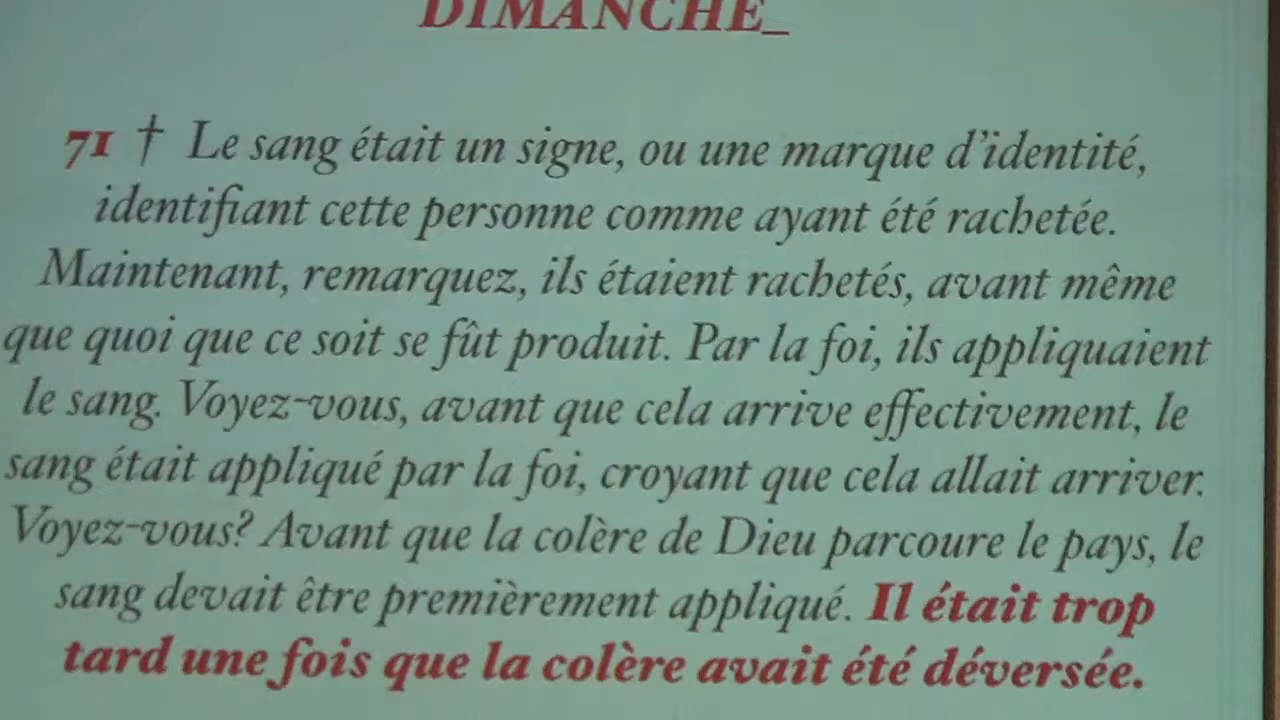 DIMANCHE_
71 † Le sang était un signe, ou une marque d'identité,
identifiant cette personne comme ayant été rachetée.
Maintenant, remarquez, ils étaient rachetés, avant même
que quoi que ce soit se fût produit. Par la foi, ils appliquaient
le sang. Voyez-vous, avant que cela arrive effectivement, le
sang était appliqué par la foi, croyant que cela allait arriver.
Voyez-vous? Avant que la colère de Dieu parcoure le pays, le
sang devait être premièrement appliqué. Il était trop
tard une fois que la colère avait été déversée.